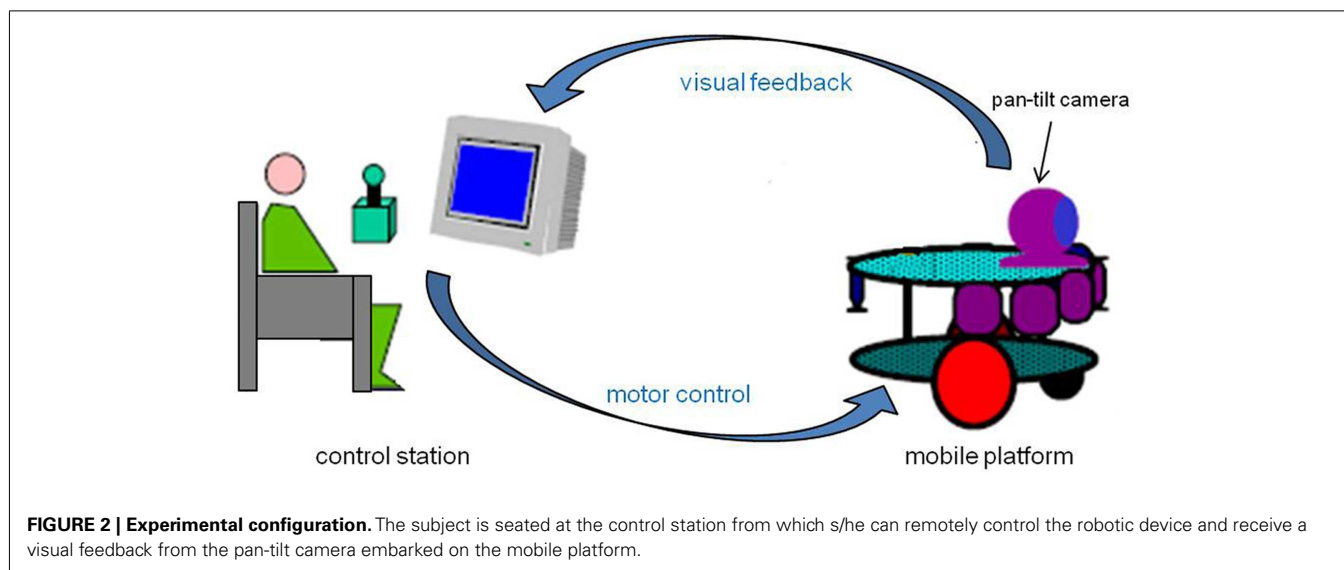 visual feedback
pan-tilt camera
motor control
control station
mobile platform
FIGURE 2 | Experimental configuration. The subject is seated at the control station from which s/he can remotely control the robotic device and receive a
visual feedback from the pan-tilt camera embarked on the mobile platform.